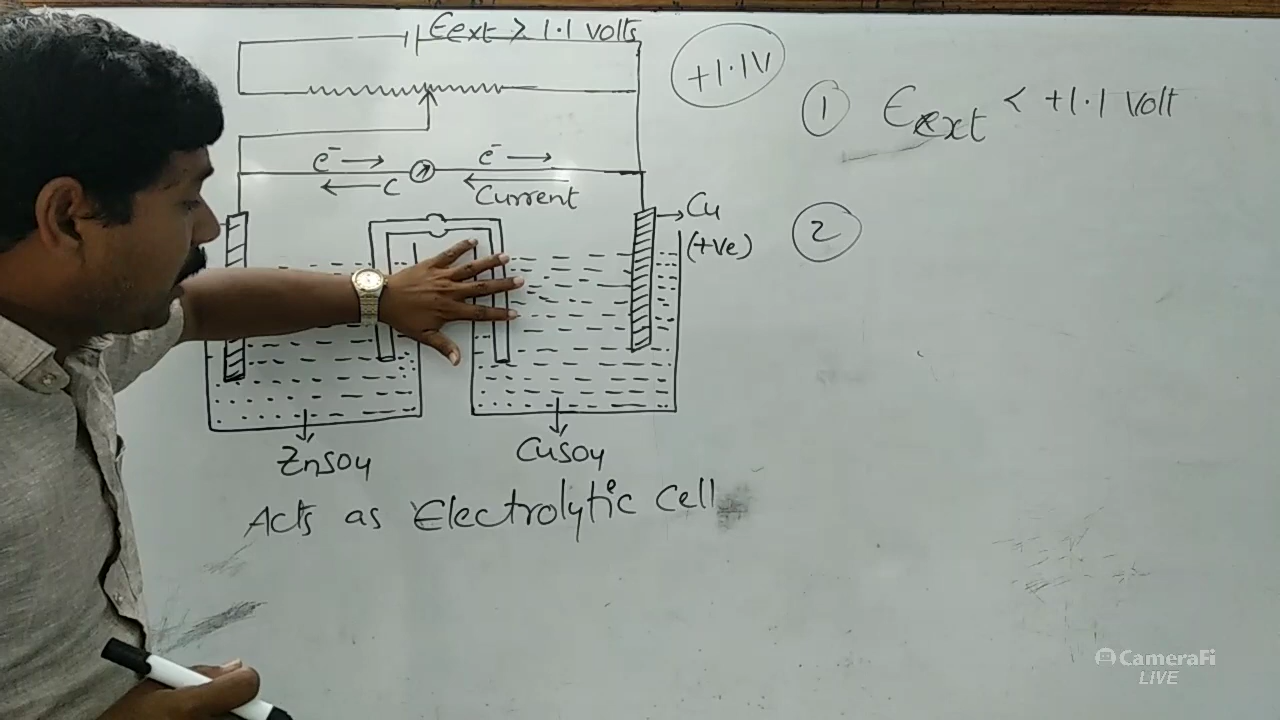 Eext > 1.1 volts
+1.1V
1 Eext < +1.1 Volt
e⁻ → e⁻ →
← C ← Current
→ Cu
(+ve)
2
ZnSO4
CuSO4
Acts as Electrolytic Cell
CameraFi
LIVE